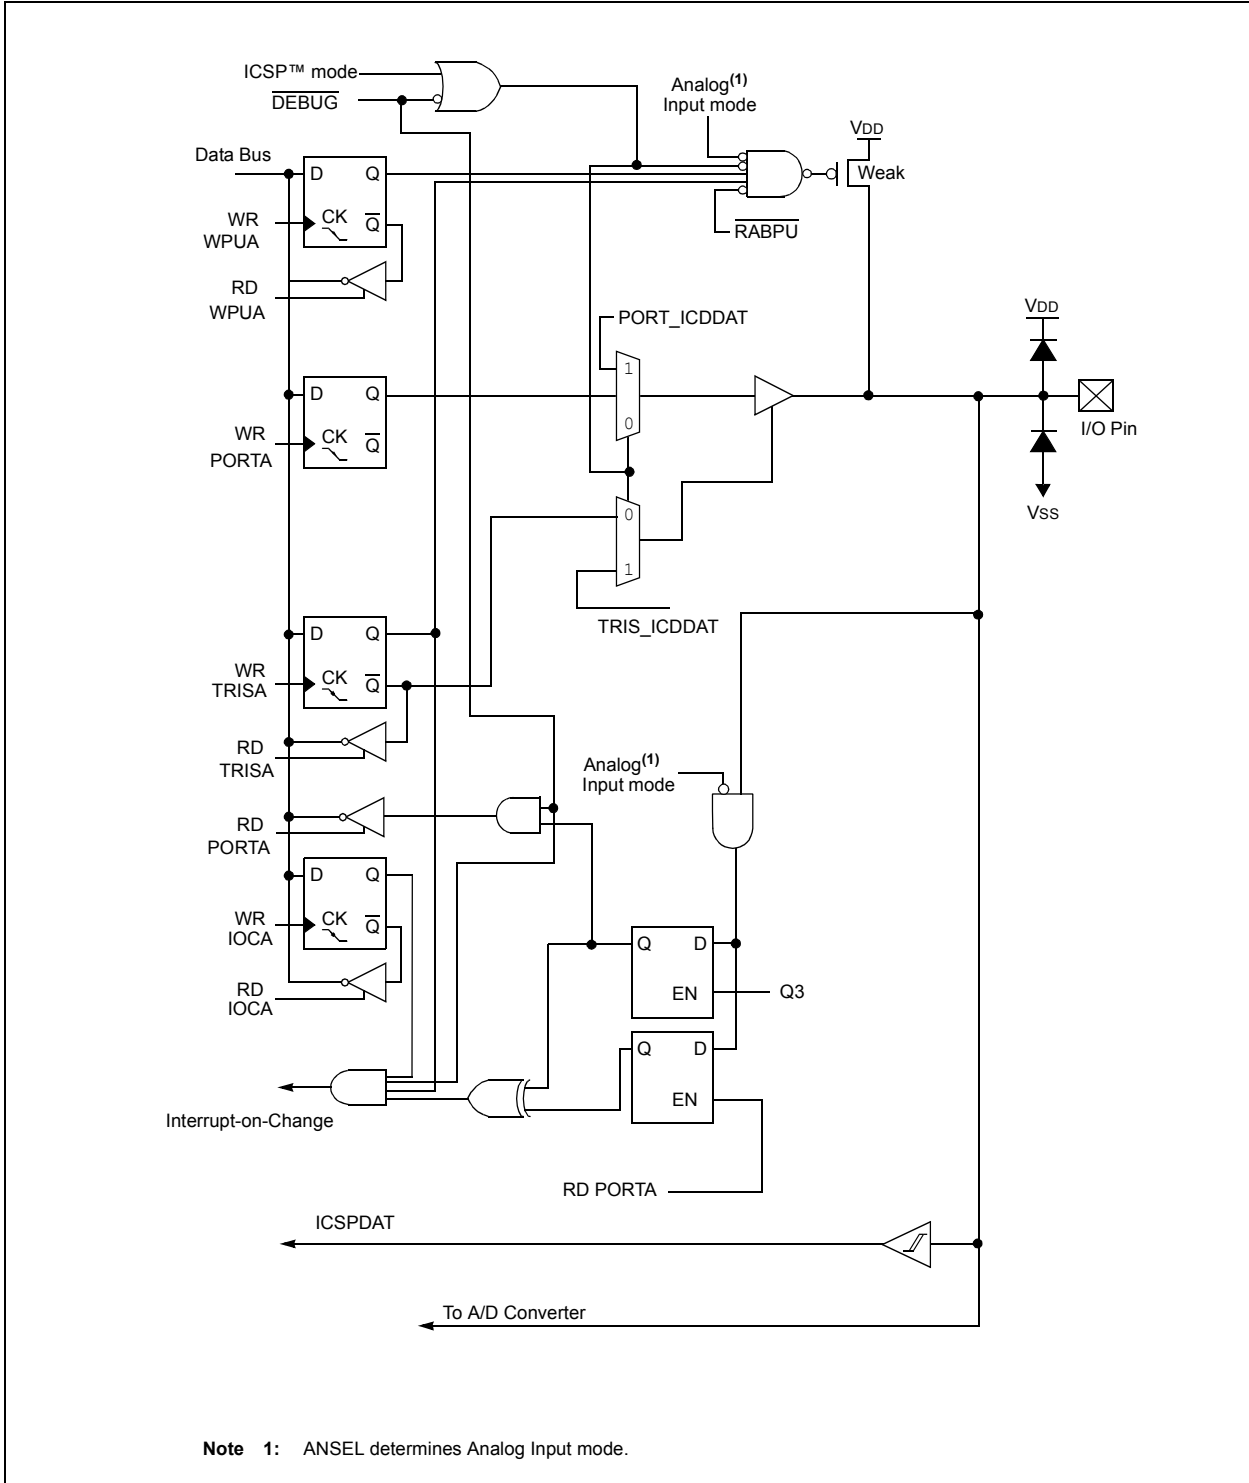 ICSP™ mode
DEBUG
Analog(1)
Input mode
VDD
Data Bus
D Q
Weak
WR
WPUA
CK Q
RABPU
RD
WPUA
PORT_ICDDAT
VDD
1
D Q
0
I/O Pin
WR
PORTA
CK Q
0
VSS
1
TRIS_ICDDAT
D Q
WR
TRISA
CK Q
RD
TRISA
Analog(1)
Input mode
RD
PORTA
D Q
WR
IOCA
CK Q
Q D
EN
Q3
RD
IOCA
Q D
EN
Interrupt-on-Change
RD PORTA
ICSPDAT
To A/D Converter
Note 1: ANSEL determines Analog Input mode.